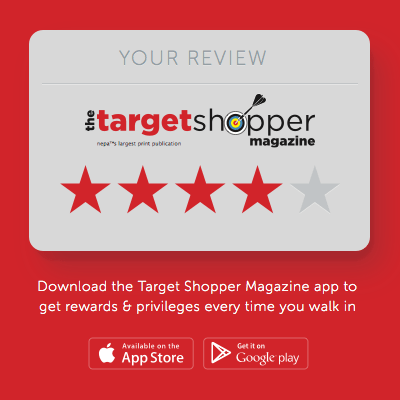 YOUR REVIEW
the targetshopper
magazine
nepa™s largest print publication
Download the Target Shopper Magazine app to
get rewards & privileges every time you walk in
Available on the
App Store
Get it on
Google play